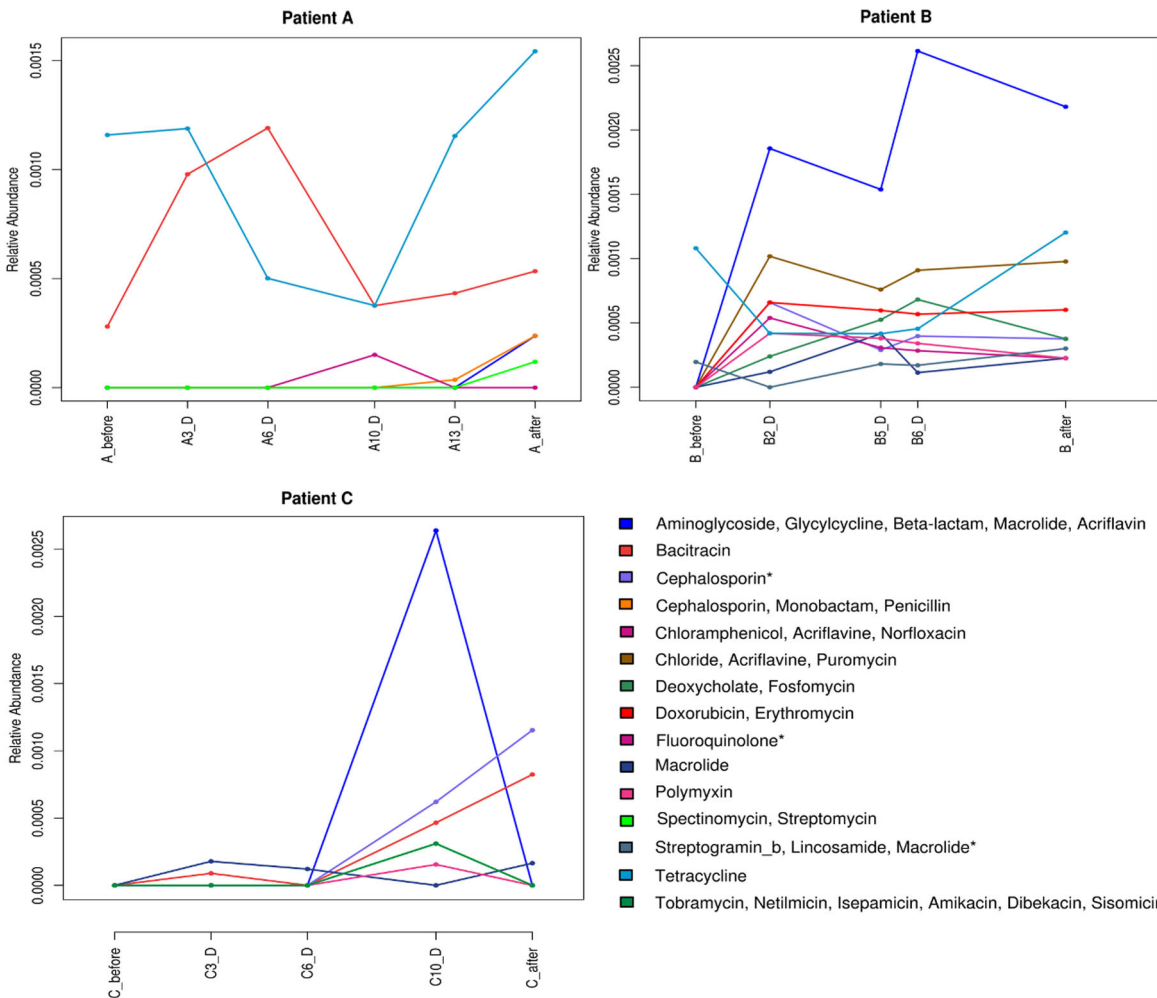 Patient A
Relative Abundance
0.0015
0.0010
0.0005
0.0000
A_before
A3_D
A6_D
A10_D
A13_D
A_after
Patient B
Relative Abundance
0.0025
0.0020
0.0015
0.0010
0.0005
0.0000
B_before
B2_D
B5_D
B6_D
B_after
Patient C
Relative Abundance
0.0025
0.0020
0.0015
0.0010
0.0005
0.0000
C_before
C3_D
C6_D
C10_D
C_after
Aminoglycoside, Glycylcycline, Beta-lactam, Macrolide, Acriflavin
Bacitracin
Cephalosporin*
Cephalosporin, Monobactam, Penicillin
Chloramphenicol, Acriflavine, Norfloxacin
Chloride, Acriflavine, Puromycin
Deoxycholate, Fosfomycin
Doxorubicin, Erythromycin
Fluoroquinolone*
Macrolide
Polymyxin
Spectinomycin, Streptomycin
Streptogramin_b, Lincosamide, Macrolide*
Tetracycline
Tobramycin, Netilmicin, Isepamicin, Amikacin, Dibekacin, Sisomicin